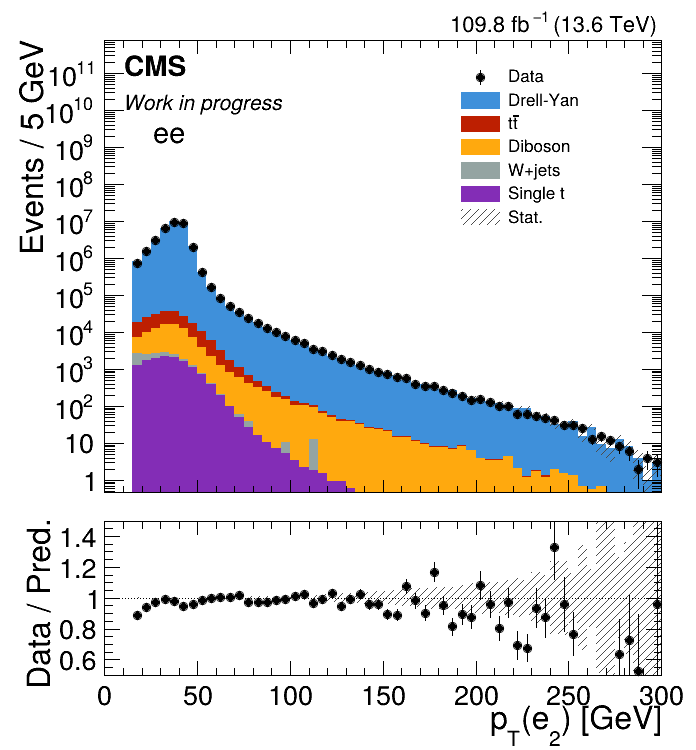 109.8 fb⁻¹ (13.6 TeV)
CMS
Work in progress
ee
Data
Drell-Yan
tt̅
Diboson
W+jets
Single t
Stat.
Events / 5 GeV
10¹¹
10¹⁰
10⁹
10⁸
10⁷
10⁶
10⁵
10⁴
10³
10²
10
1
Data / Pred.
1.4
1.2
1
0.8
0.6
0 50 100 150 200 250 300
p_T(e₂) [GeV]